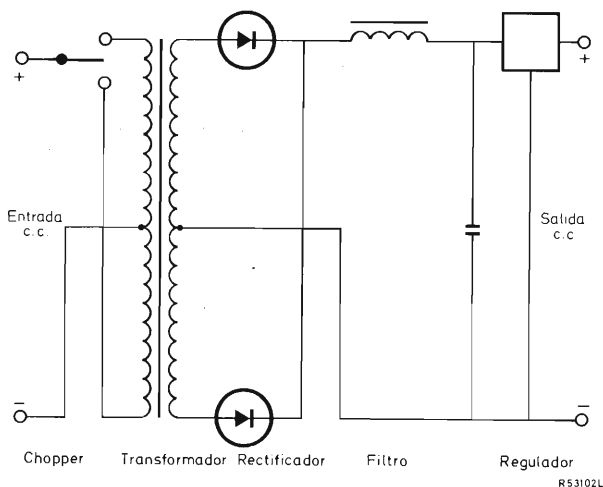 +
+
Entrada
c.c.
Salida
c.c
−
−
Chopper Transformador Rectificador Filtro Regulador
R53102L